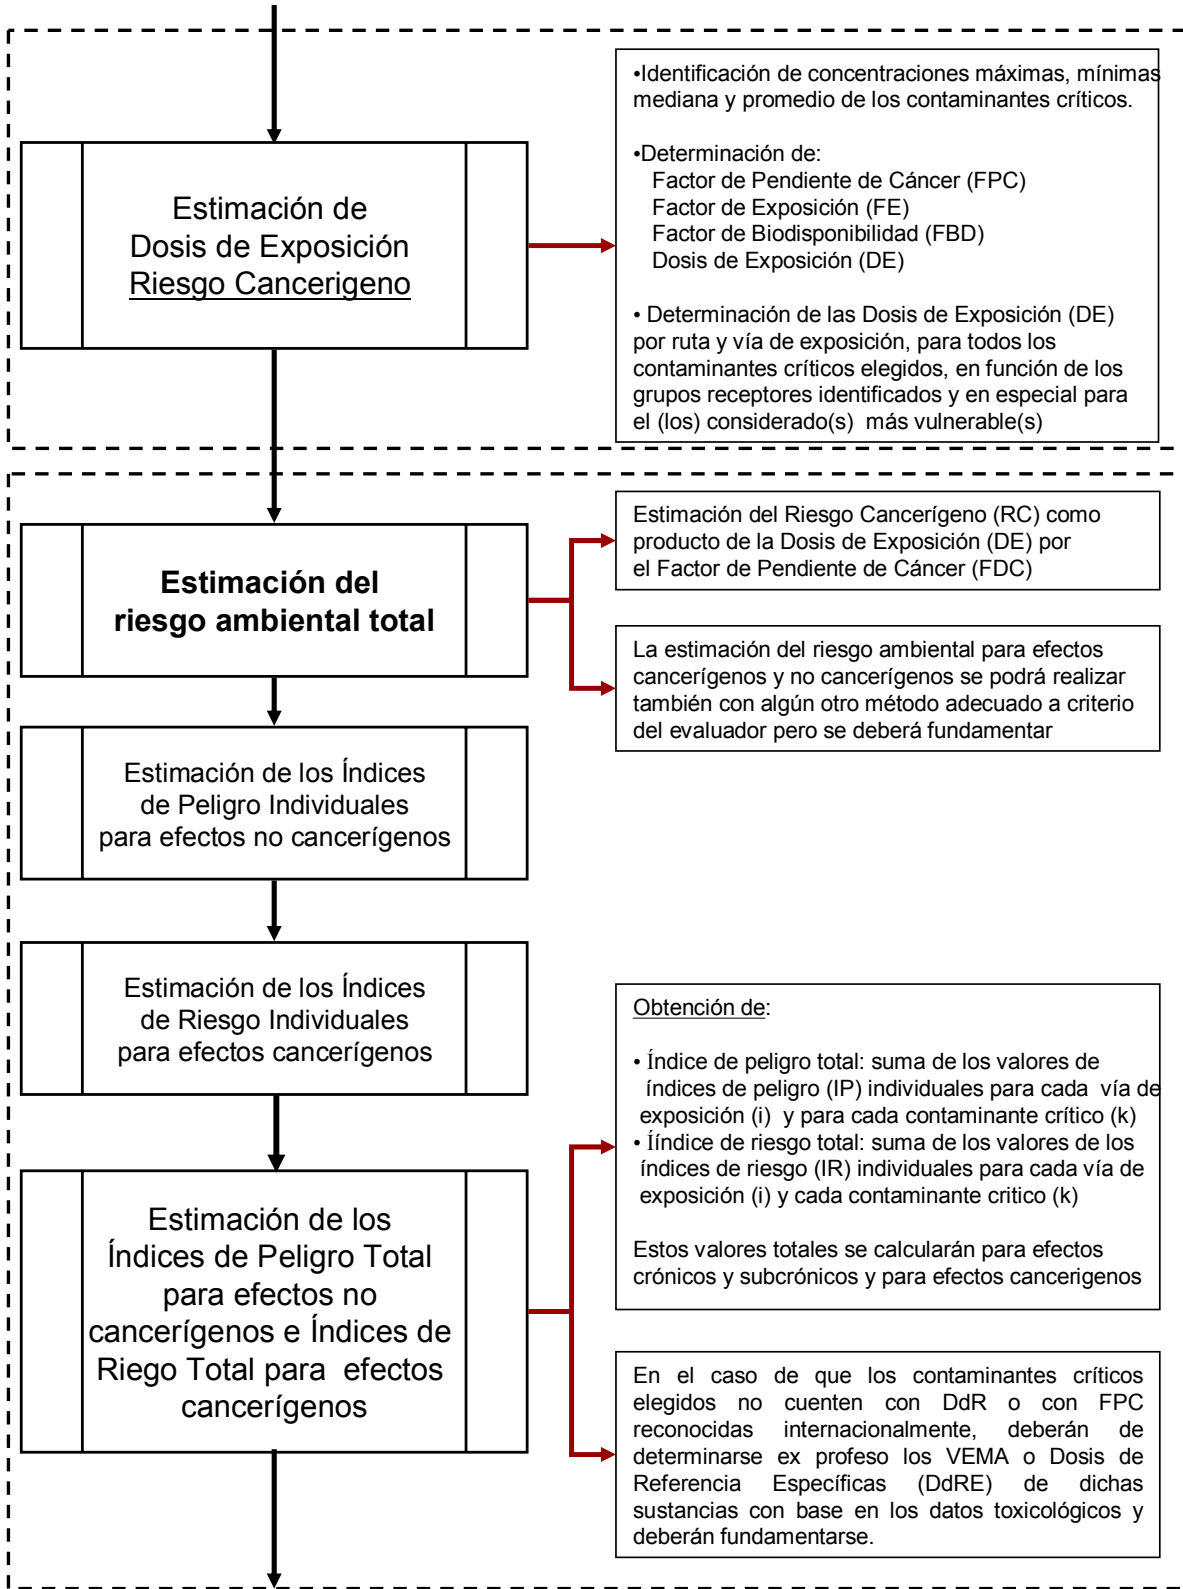 Estimación de
Dosis de Exposición
Riesgo Cancerigeno
•Identificación de concentraciones máximas, mínimas
mediana y promedio de los contaminantes críticos.
•Determinación de:
Factor de Pendiente de Cáncer (FPC)
Factor de Exposición (FE)
Factor de Biodisponibilidad (FBD)
Dosis de Exposición (DE)
• Determinación de las Dosis de Exposición (DE)
por ruta y vía de exposición, para todos los
contaminantes críticos elegidos, en función de los
grupos receptores identificados y en especial para
el (los) considerado(s) más vulnerable(s)
Estimación del
riesgo ambiental total
Estimación del Riesgo Cancerígeno (RC) como
producto de la Dosis de Exposición (DE) por
el Factor de Pendiente de Cáncer (FDC)
La estimación del riesgo ambiental para efectos
cancerígenos y no cancerígenos se podrá realizar
también con algún otro método adecuado a criterio
del evaluador pero se deberá fundamentar
Estimación de los Índices
de Peligro Individuales
para efectos no cancerígenos
Estimación de los Índices
de Riesgo Individuales
para efectos cancerígenos
Estimación de los
Índices de Peligro Total
para efectos no
cancerígenos e Índices de
Riego Total para efectos
cancerígenos
Obtención de:
• Índice de peligro total: suma de los valores de
índices de peligro (IP) individuales para cada vía de
exposición (i) y para cada contaminante crítico (k)
• Íindice de riesgo total: suma de los valores de los
índices de riesgo (IR) individuales para cada vía de
exposición (i) y cada contaminante critico (k)
Estos valores totales se calcularán para efectos
crónicos y subcrónicos y para efectos cancerigenos
En el caso de que los contaminantes críticos
elegidos no cuenten con DdR o con FPC
reconocidas internacionalmente, deberán de
determinarse ex profeso los VEMA o Dosis de
Referencia Específicas (DdRE) de dichas
sustancias con base en los datos toxicológicos y
deberán fundamentarse.